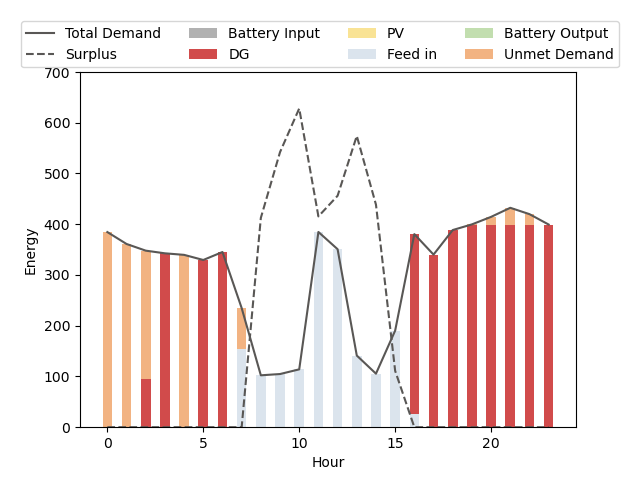 Total Demand Battery Input PV Battery Output
Surplus DG Feed in Unmet Demand
700
600
500
400
300
200
100
0
Energy
0 5 10 15 20
Hour